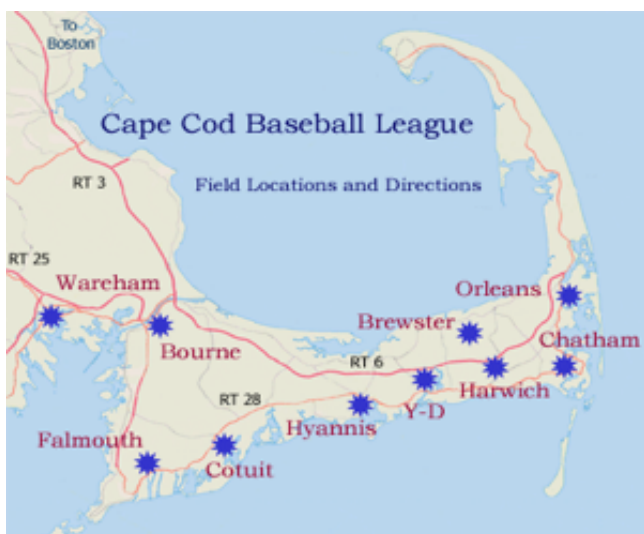 To
Boston
Cape Cod Baseball League
RT 3
Field Locations and Directions
RT 25
Wareham
Orleans
Brewster
Bourne
Chatham
RT 6
Harwich
RT 28
Y-D
Hyannis
Falmouth
Cotuit